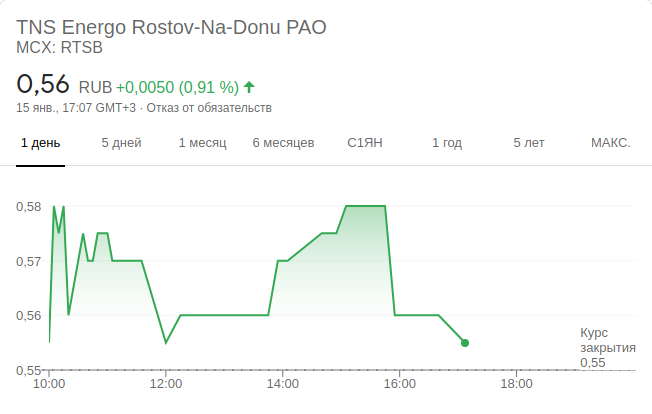 TNS Energo Rostov-Na-Donu PAO
MCX: RTSB
0,56 RUB +0,0050 (0,91 %)
15 янв., 17:07 GMT+3 · Отказ от обязательств
1 день 5 дней 1 месяц 6 месяцев С1ЯН 1 год 5 лет МАКС.
0,58
0,57
0,56
Курс
закрытия
0,55
0,55
10:00 12:00 14:00 16:00 18:00